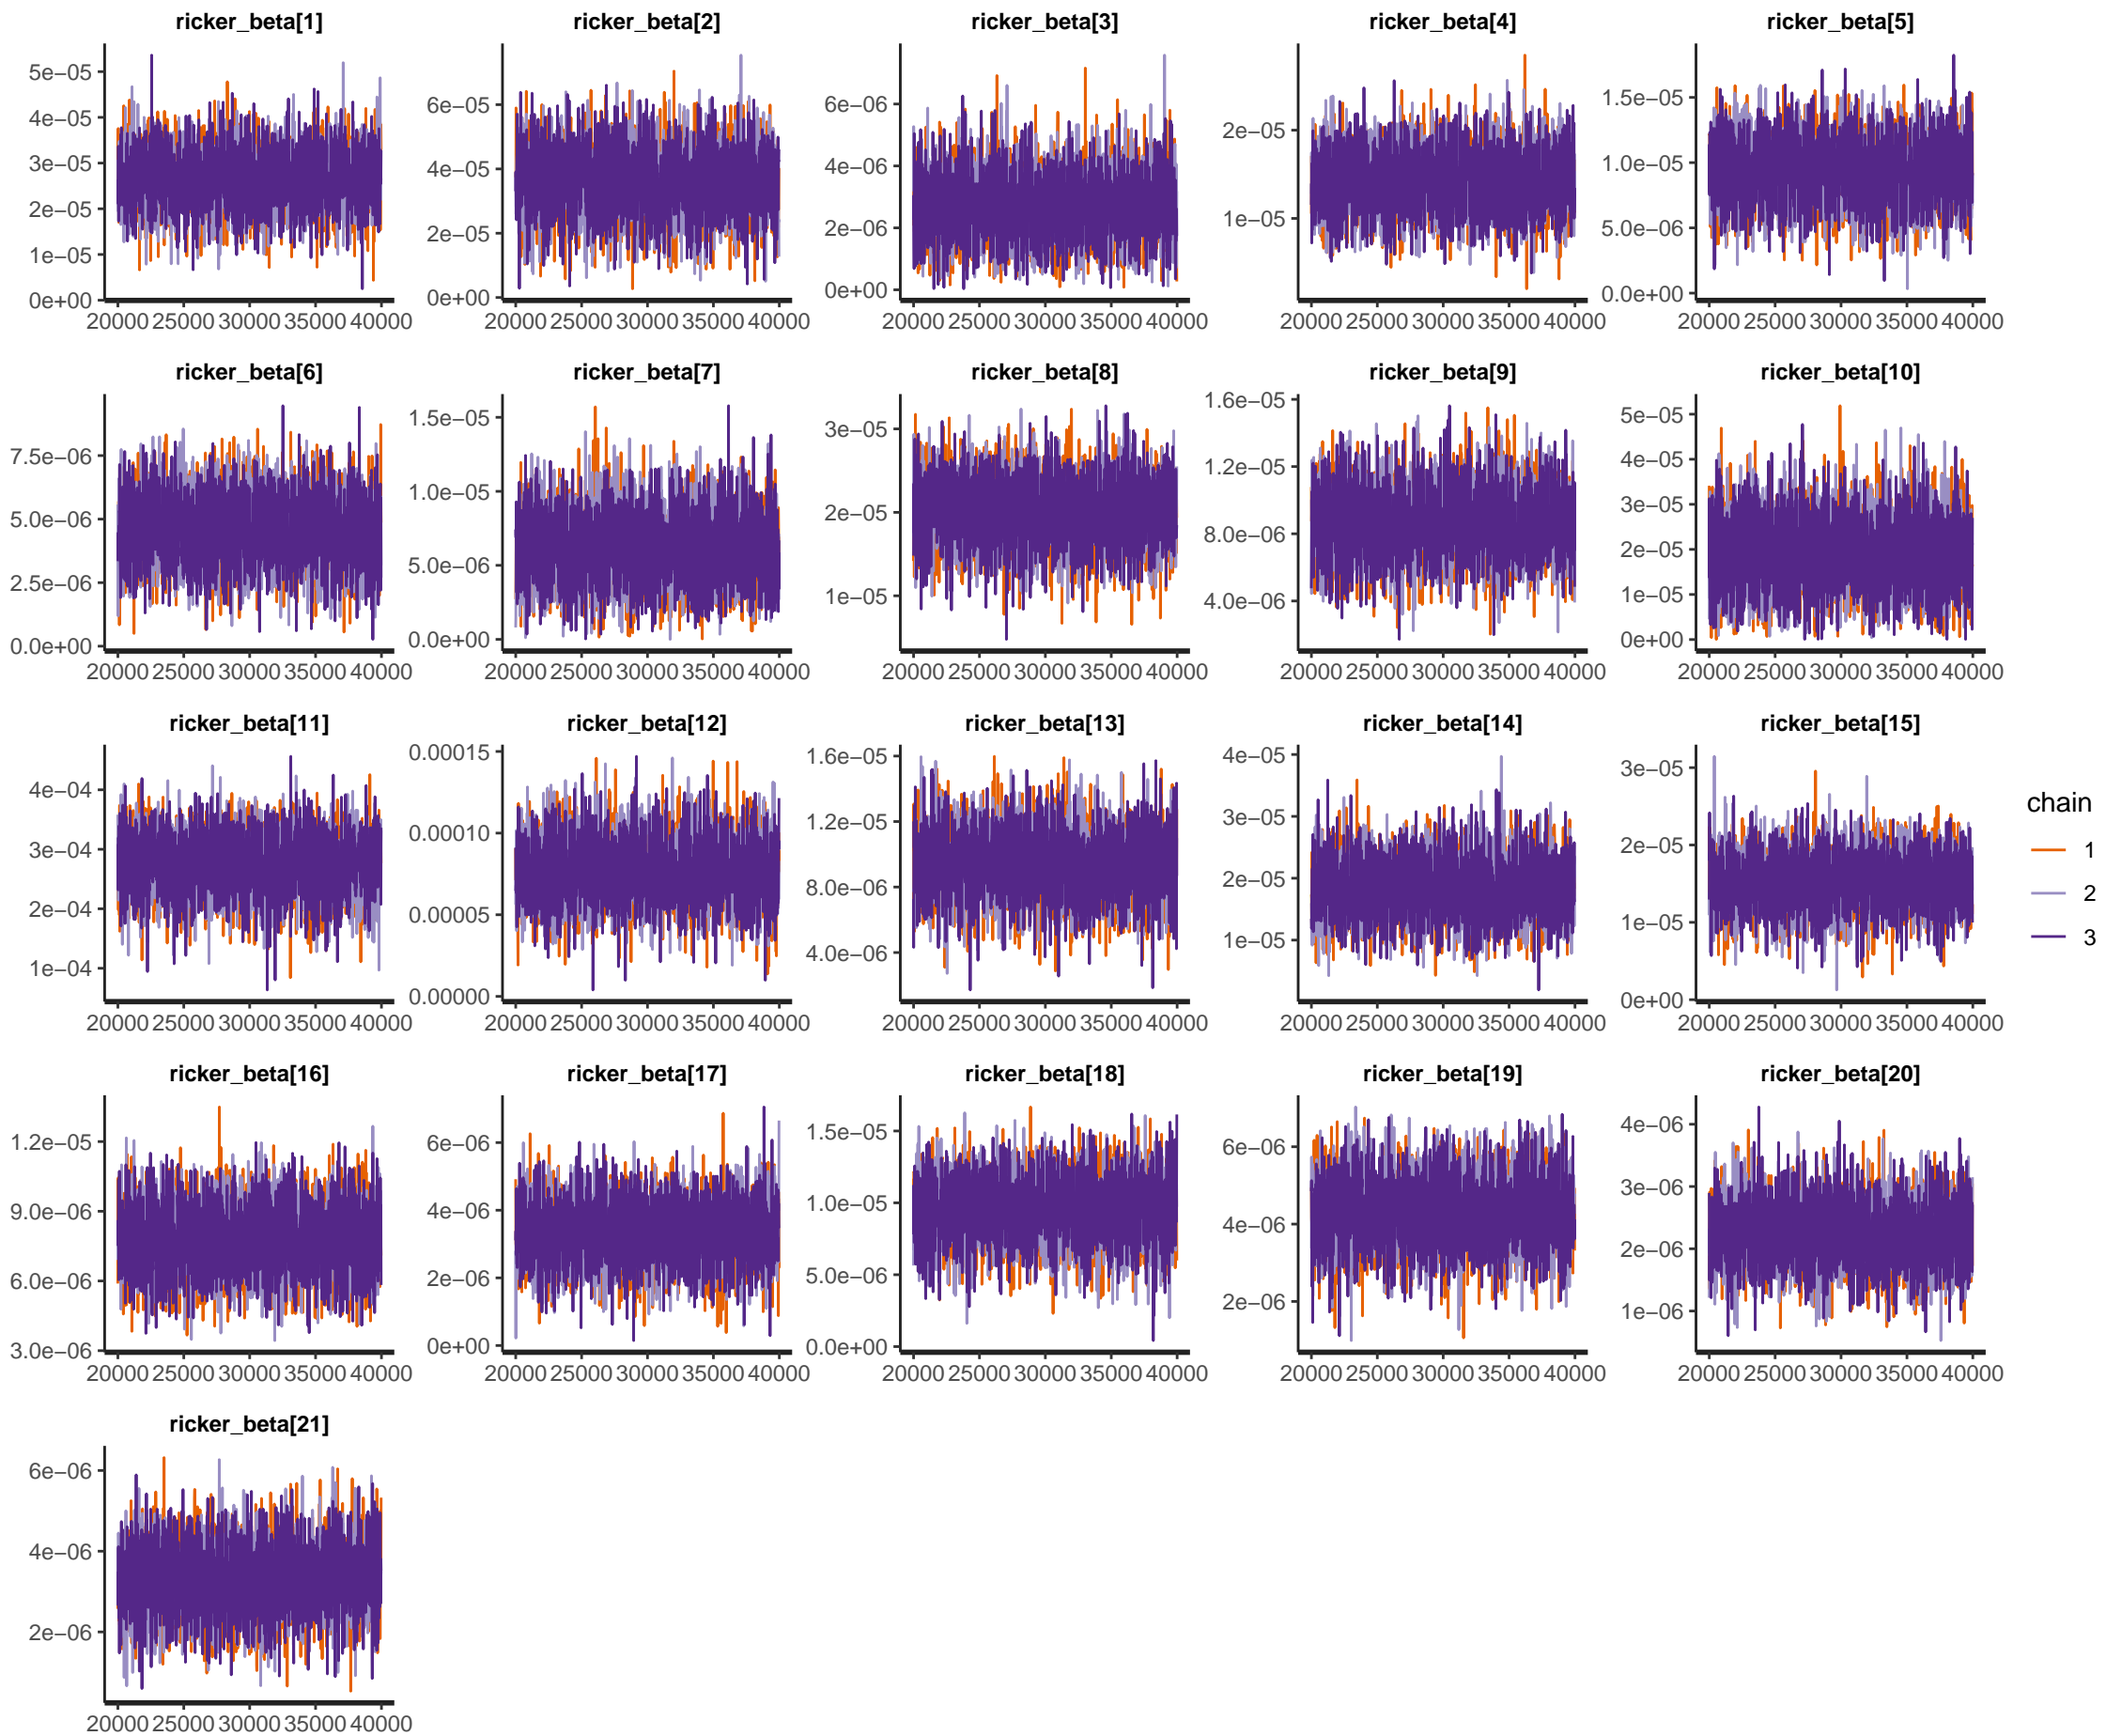 ricker_beta[1] ricker_beta[2] ricker_beta[3] ricker_beta[4] ricker_beta[5]
5e−05 4e−05 3e−05 2e−05 1e−05 0e+00
6e−05 4e−05 2e−05 0e+00
6e−06 4e−06 2e−06 0e+00
2e−05 1e−05
1.5e−05 1.0e−05 5.0e−06 0.0e+00
20000 25000 30000 35000 40000 20000 25000 30000 35000 40000 20000 25000 30000 35000 40000 20000 25000 30000 35000 40000 20000 25000 30000 35000 40000
ricker_beta[6] ricker_beta[7] ricker_beta[8] ricker_beta[9] ricker_beta[10]
7.5e−06 5.0e−06 2.5e−06 0.0e+00
1.5e−05 1.0e−05 5.0e−06 0.0e+00
3e−05 2e−05 1e−05
1.6e−05 1.2e−05 8.0e−06 4.0e−06
5e−05 4e−05 3e−05 2e−05 1e−05 0e+00
20000 25000 30000 35000 40000 20000 25000 30000 35000 40000 20000 25000 30000 35000 40000 20000 25000 30000 35000 40000 20000 25000 30000 35000 40000
ricker_beta[11] ricker_beta[12] ricker_beta[13] ricker_beta[14] ricker_beta[15]
4e−04 3e−04 2e−04 1e−04
0.00015 0.00010 0.00005 0.00000
1.6e−05 1.2e−05 8.0e−06 4.0e−06
4e−05 3e−05 2e−05 1e−05
3e−05 2e−05 1e−05 0e+00
20000 25000 30000 35000 40000 20000 25000 30000 35000 40000 20000 25000 30000 35000 40000 20000 25000 30000 35000 40000 20000 25000 30000 35000 40000
chain
1
2
3
ricker_beta[16] ricker_beta[17] ricker_beta[18] ricker_beta[19] ricker_beta[20]
1.2e−05 9.0e−06 6.0e−06 3.0e−06
6e−06 4e−06 2e−06 0e+00
1.5e−05 1.0e−05 5.0e−06 0.0e+00
6e−06 4e−06 2e−06
4e−06 3e−06 2e−06 1e−06
20000 25000 30000 35000 40000 20000 25000 30000 35000 40000 20000 25000 30000 35000 40000 20000 25000 30000 35000 40000 20000 25000 30000 35000 40000
ricker_beta[21]
6e−06
4e−06
2e−06
20000 25000 30000 35000 40000